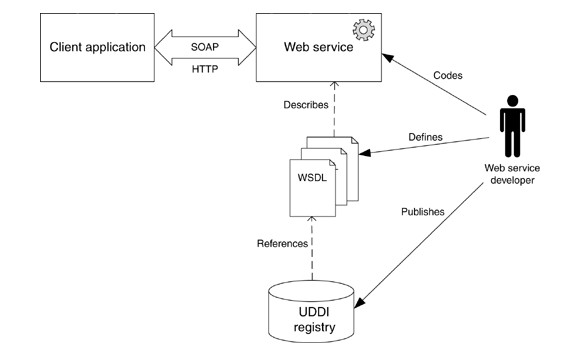 Client application
SOAP
HTTP
Web service
Codes
Describes
Defines
WSDL
Web service
developer
Publishes
References
UDDI
registry